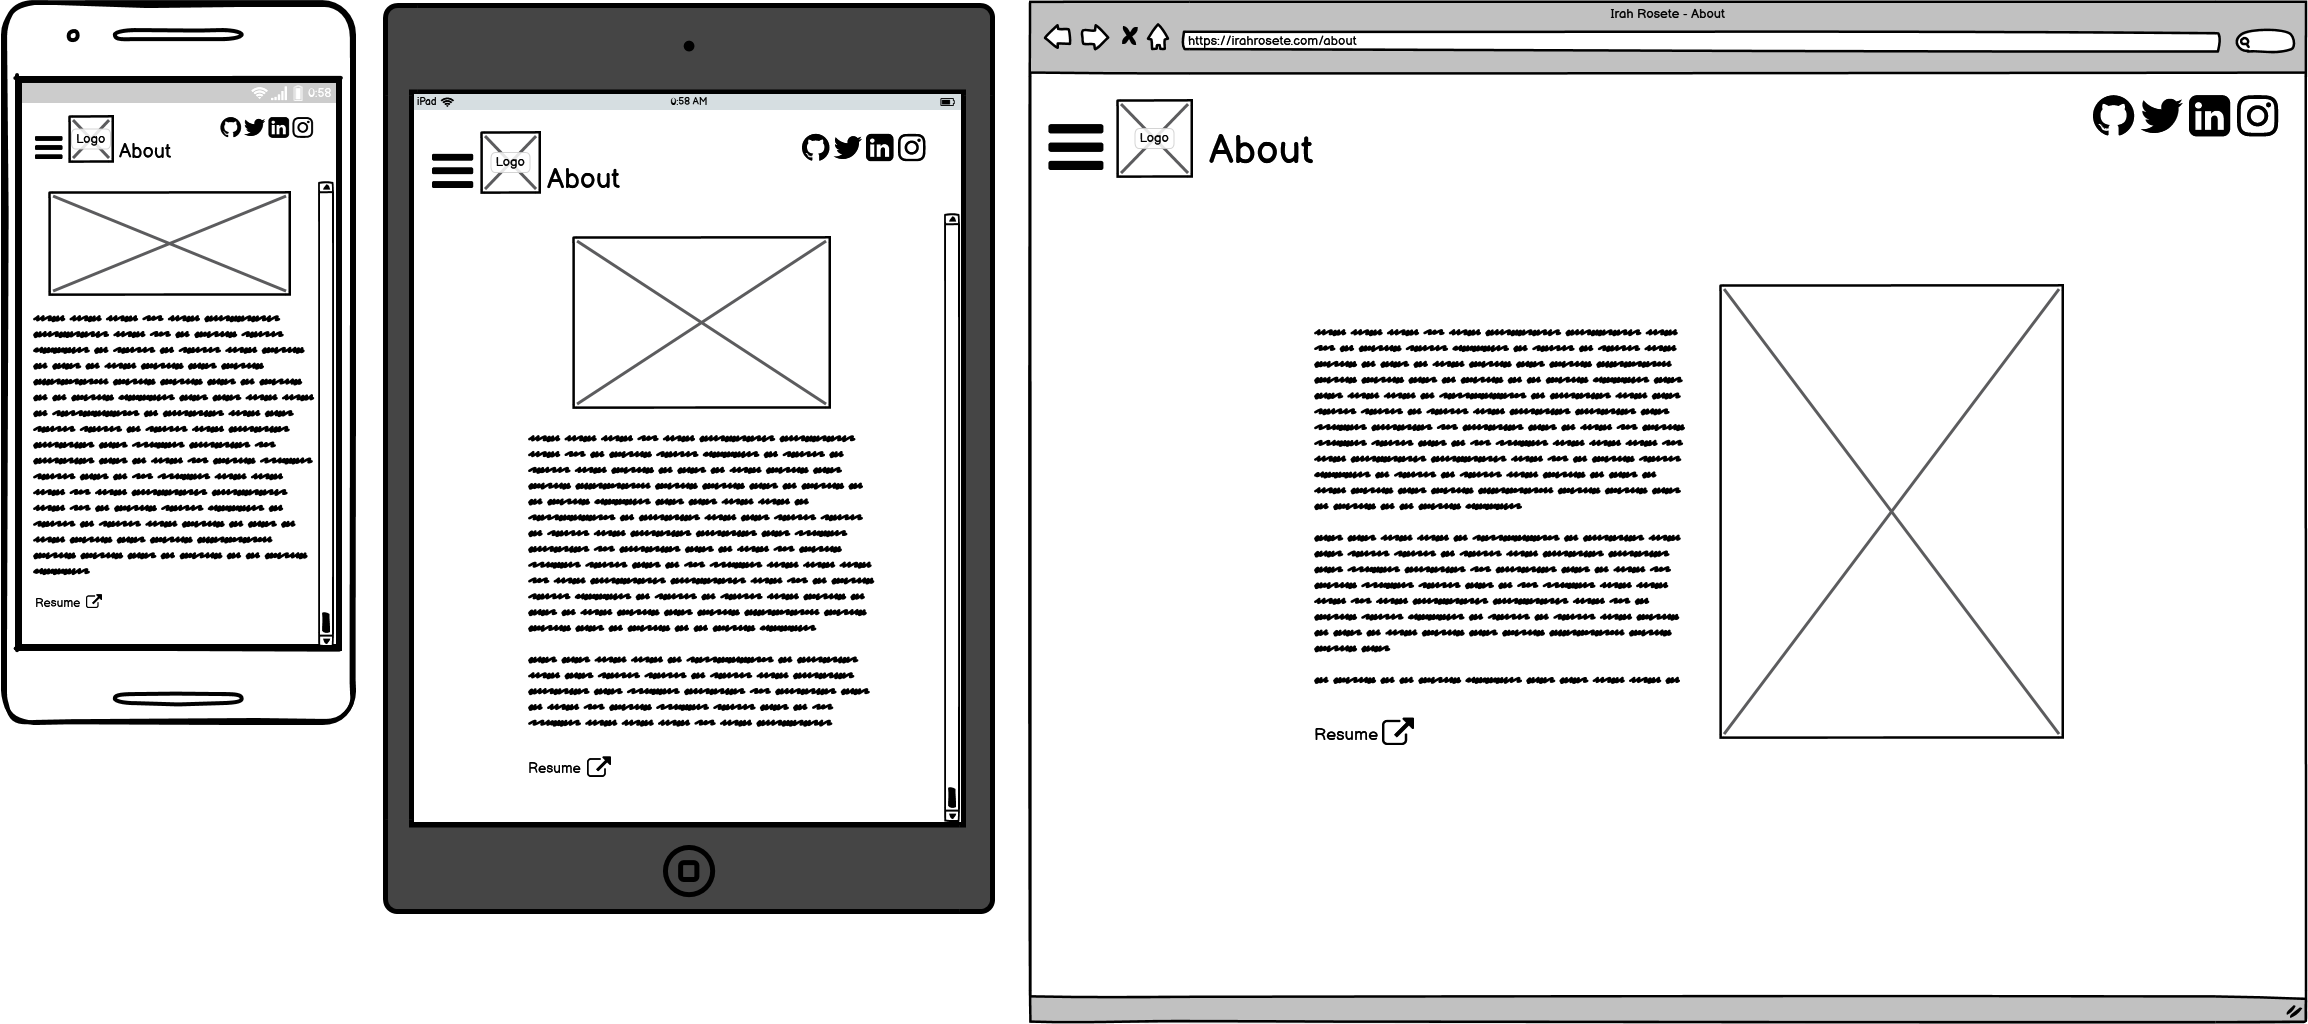 0:58
Logo
About
Resume
iPad
0:58 AM
Logo
About
Resume
Irah Rosete - About
https://irahrosete.com/about
Logo
About
in
Resume